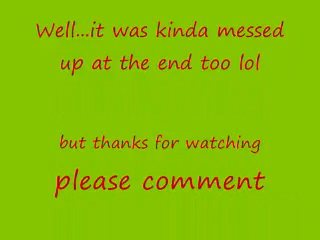 Well...it was kinda messed
up at the end too lol
but thanks for watching
please comment